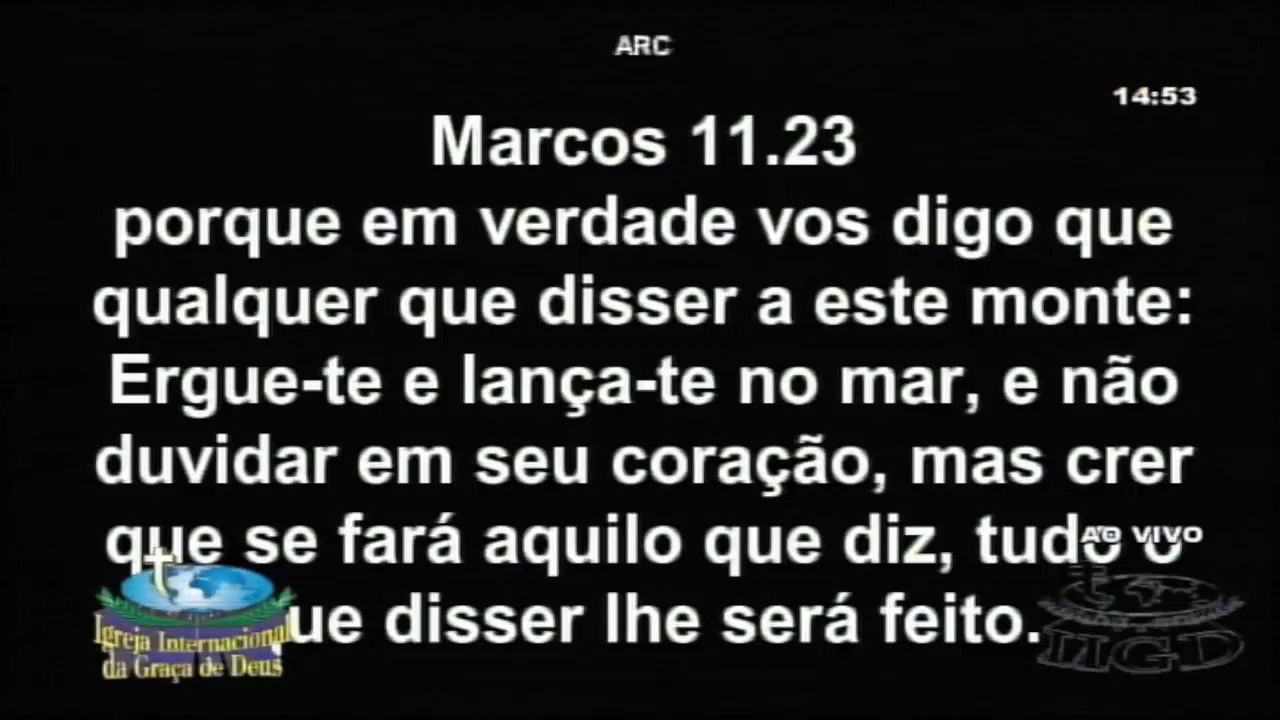 ARC
14:53
Marcos 11.23
porque em verdade vos digo que
qualquer que disser a este monte:
Ergue-te e lança-te no mar, e não
duvidar em seu coração, mas crer
que se fará aquilo que diz, tudo o
AO VIVO
que disser lhe será feito.
Igreja Internacional
da Graça de Deus
IIGD